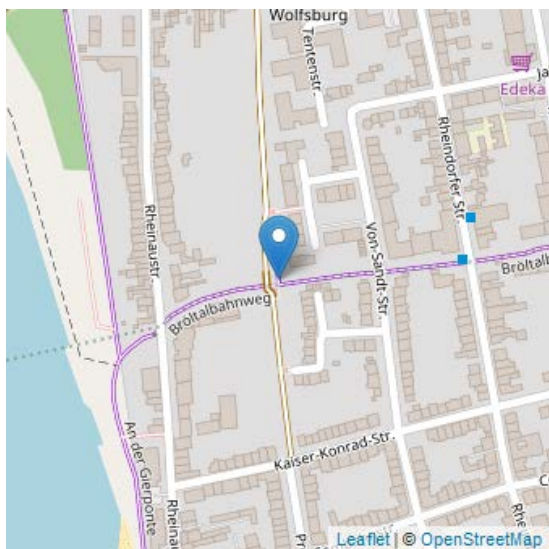 Wolfsburg
Tentenstr.
Edeka
Rheindorfer Str.
Rheinaustr.
Von-Sandt-Str.
Bröltalbahnweg
An der Gierponte
Kaiser-Konrad-Str.
Leaflet | © OpenStreetMap